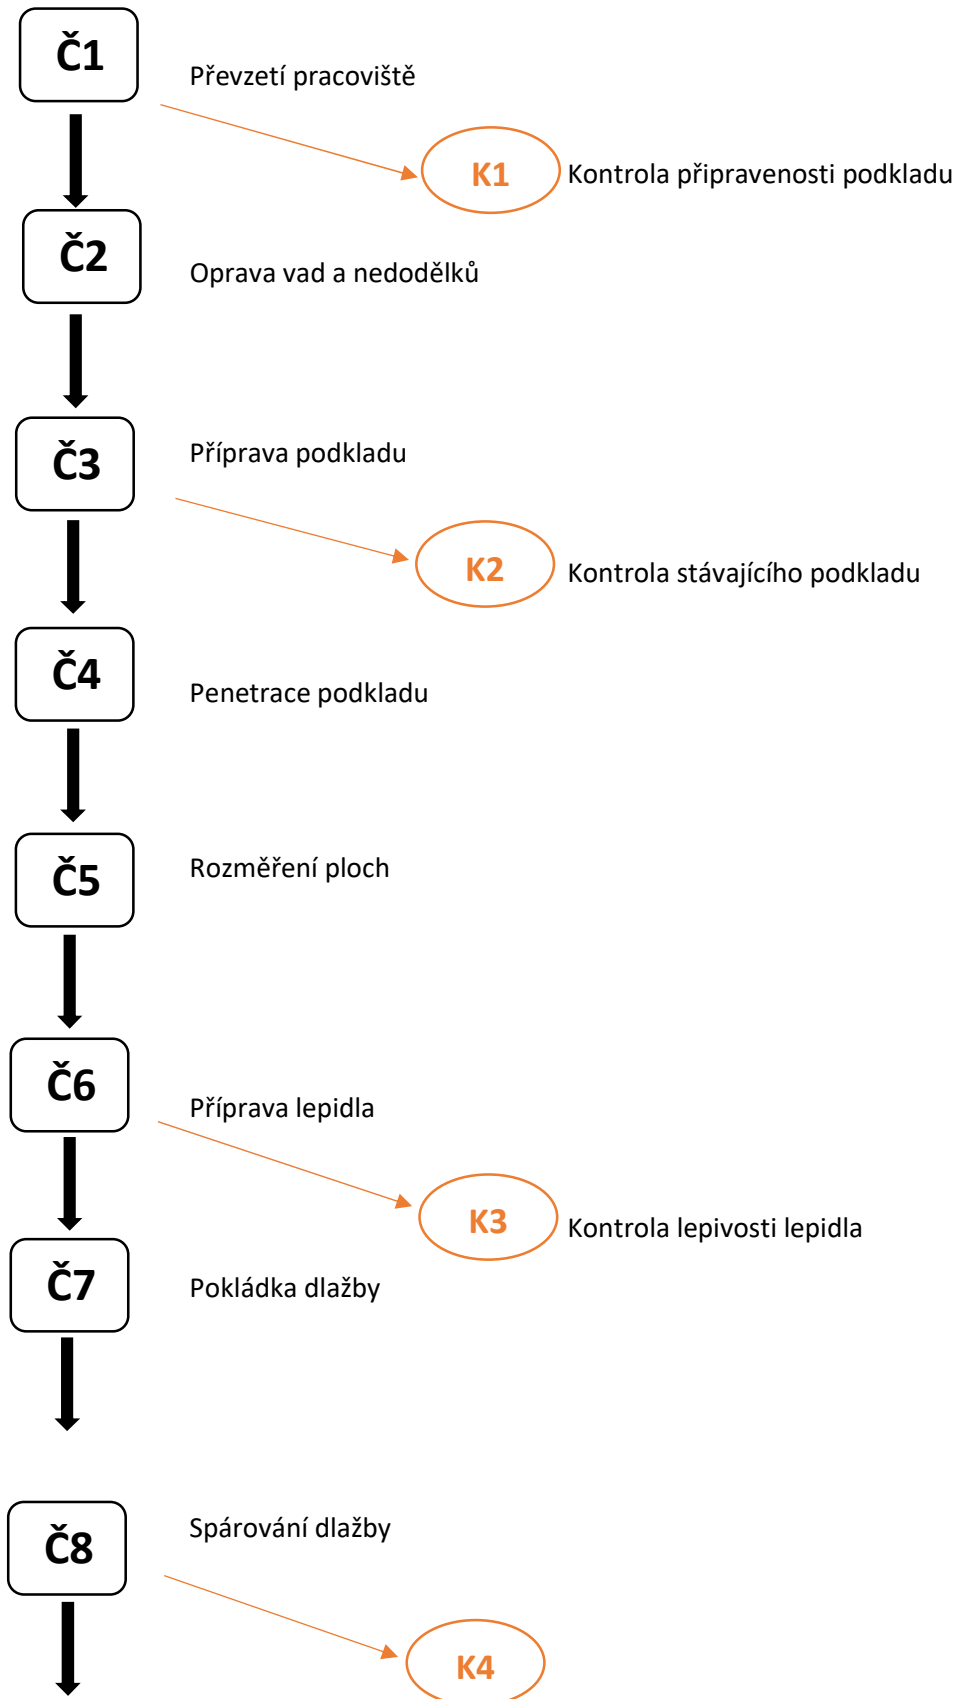 Č1
Převzetí pracoviště
K1
Kontrola připravenosti podkladu
Č2
Oprava vad a nedodělků
Č3
Příprava podkladu
K2
Kontrola stávajícího podkladu
Č4
Penetrace podkladu
Č5
Rozměření ploch
Č6
Příprava lepidla
K3
Kontrola lepivosti lepidla
Č7
Pokládka dlažby
Č8
Spárování dlažby
K4